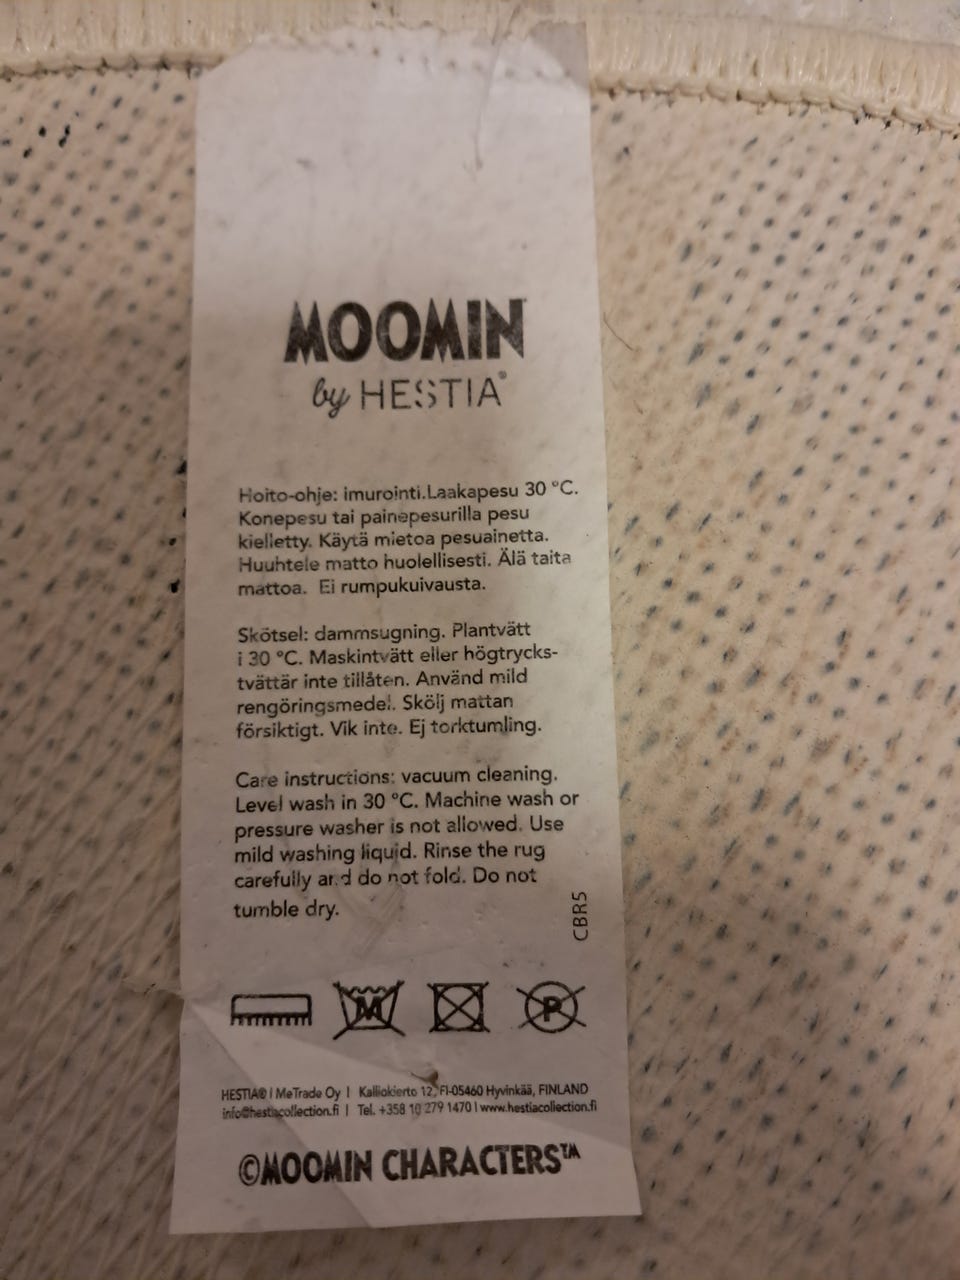 MOOMIN
by HESTIA®
Hoito-ohje: imurointi.Laakapesu 30 °C.
Konepesu tai painepesurilla pesu
kielletty. Käytä mietoa pesuainetta.
Huuhtele matto huolellisesti. Älä taita
mattoa. Ei rumpukuivausta.
Skötsel: dammsugning. Plantvätt
i 30 °C. Maskintvätt eller högtrycks-
tvättär inte tillåten. Använd mild
rengöringsmedel. Skölj mattan
försiktigt. Vik inte. Ej torktumling.
Care instructions: vacuum cleaning.
Level wash in 30 °C. Machine wash or
pressure washer is not allowed. Use
mild washing liquid. Rinse the rug
carefully and do not fold. Do not
tumble dry.
CBR5
M P
HESTIA® | MeTrade Oy | Kalliokierto 12, FI-05460 Hyvinkää, FINLAND
info@hestiacollection.fi | Tel. +358 10 279 1470 | www.hestiacollection.fi
©MOOMIN CHARACTERS™